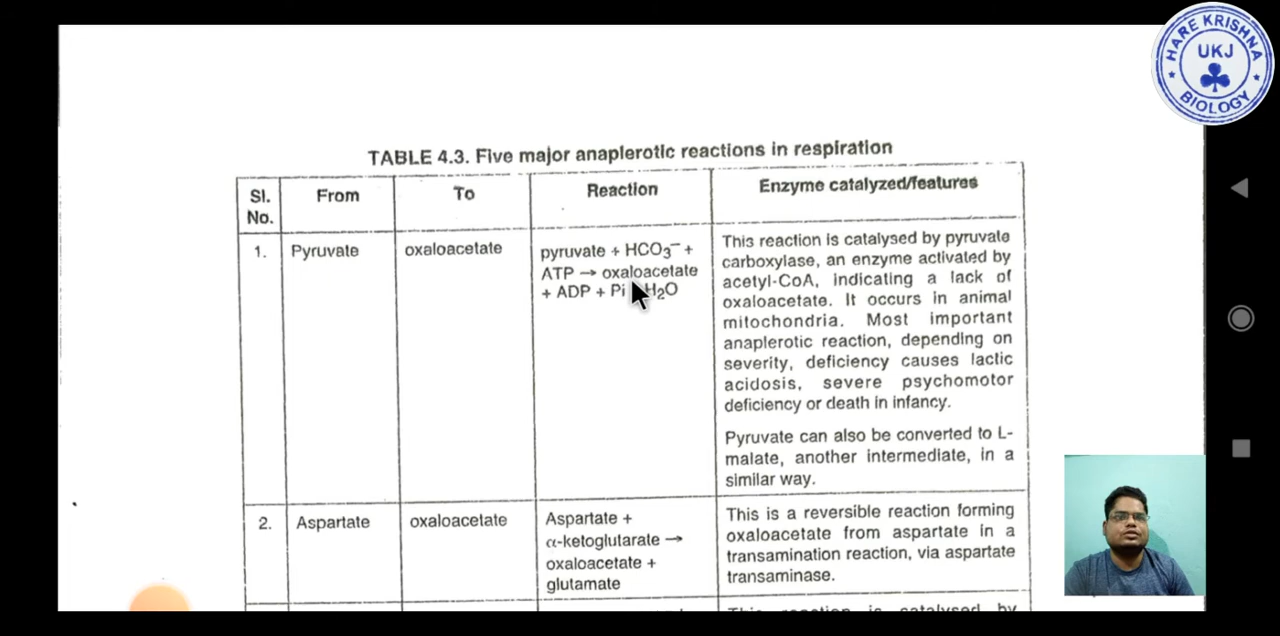 HARE KRISHNA
UKJ
BIOLOGY
TABLE 4.3. Five major anaplerotic reactions in respiration
Sl. No.
From
To
Reaction
Enzyme catalyzed/features
1.
Pyruvate
oxaloacetate
pyruvate + HCO₃⁻ +
ATP → oxaloacetate
+ ADP + Pi H₂O
This reaction is catalysed by pyruvate
carboxylase, an enzyme activated by
acetyl-CoA, indicating a lack of
oxaloacetate. It occurs in animal
mitochondria. Most important
anaplerotic reaction, depending on
severity, deficiency causes lactic
acidosis, severe psychomotor
deficiency or death in infancy.
Pyruvate can also be converted to L-
malate, another intermediate, in a
similar way.
2.
Aspartate
oxaloacetate
Aspartate +
α-ketoglutarate →
oxaloacetate +
glutamate
This is a reversible reaction forming
oxaloacetate from aspartate in a
transamination reaction, via aspartate
transaminase.
This reaction is catalysed by